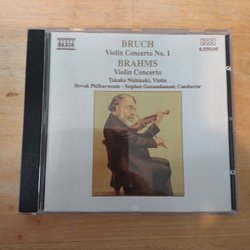 NAXOS
BRUCH
Violin Concerto No. 1
BRAHMS
Violin Concerto
Takako Nishizaki, Violin
Slovak Philharmonic · Stephen Gunzenhauser, Conductor